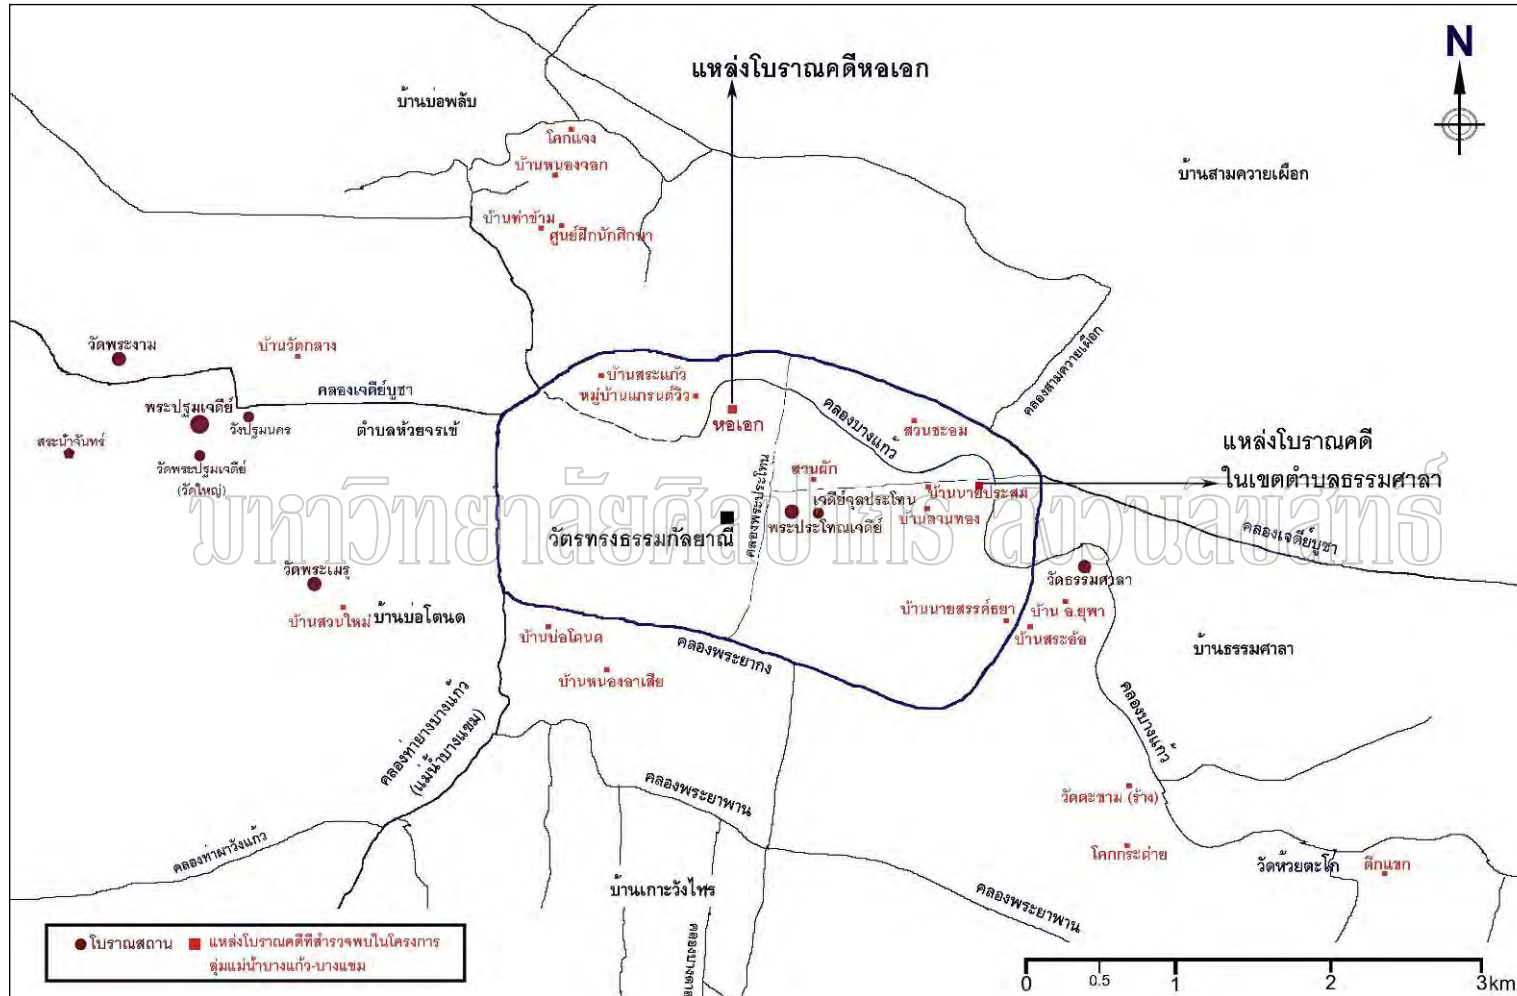 N
แหล่งโบราณคดีหอเอก
บ้านบ่อพลับ
โคกแจง
บ้านหนองจอก
บ้านสามควายเผือก
บ้านท่าข้าม
ศูนย์ฝึกนักศึกษา
วัดพระงาม
บ้านวัดกลาง
คลองสามควายเผือก
บ้านสระแก้ว
หมู่บ้านแกรนด์วิว
คลองเจดีย์บูชา
พระปฐมเจดีย์
วังปฐมนคร
ตำบลห้วยจรเข้
หอเอก
คลองบางแก้ว
สวนชะอม
สระน้ำจันทร์
แหล่งโบราณคดี
ในเขตตำบลธรรมศาลา
วัดพระปฐมเจดีย์
(วัดใหญ่)
สวนผัก
เจดีย์จุลประโทน
บ้านนายประสม
พระประโทณเจดีย์
บ้านลานทอง
คลองพระประโทน
วัตรทรงธรรมกัลยาณี
มหาวิทยาลัยศิลปากร สงวนลิขสิทธิ์
คลองเจดีย์บูชา
วัดพระเมรุ
วัดธรรมศาลา
บ้านสวนใหม่
บ้านบ่อโตนด
บ้านบ่อโตนด
บ้านนายสรรค์ธยา
บ้าน อ.ยุพา
บ้านสระอ้อ
บ้านธรรมศาลา
คลองพระยากง
บ้านหนองลาเสีย
คลองท่ายางบางแก้ว
(แม่น้ำบางแขม)
คลองบางแก้ว
คลองพระยาพาน
วัดตะขาม (ร้าง)
คลองท่าผาวังแก้ว
โคกกระต่าย
วัดห้วยตะโก
ตึกแขก
บ้านเกาะวังไทร
คลองพระยาพาน
โบราณสถาน
แหล่งโบราณคดีที่สำรวจพบในโครงการ
ลุ่มแม่น้ำบางแก้ว-บางแขม
0
0.5
1
2
3km